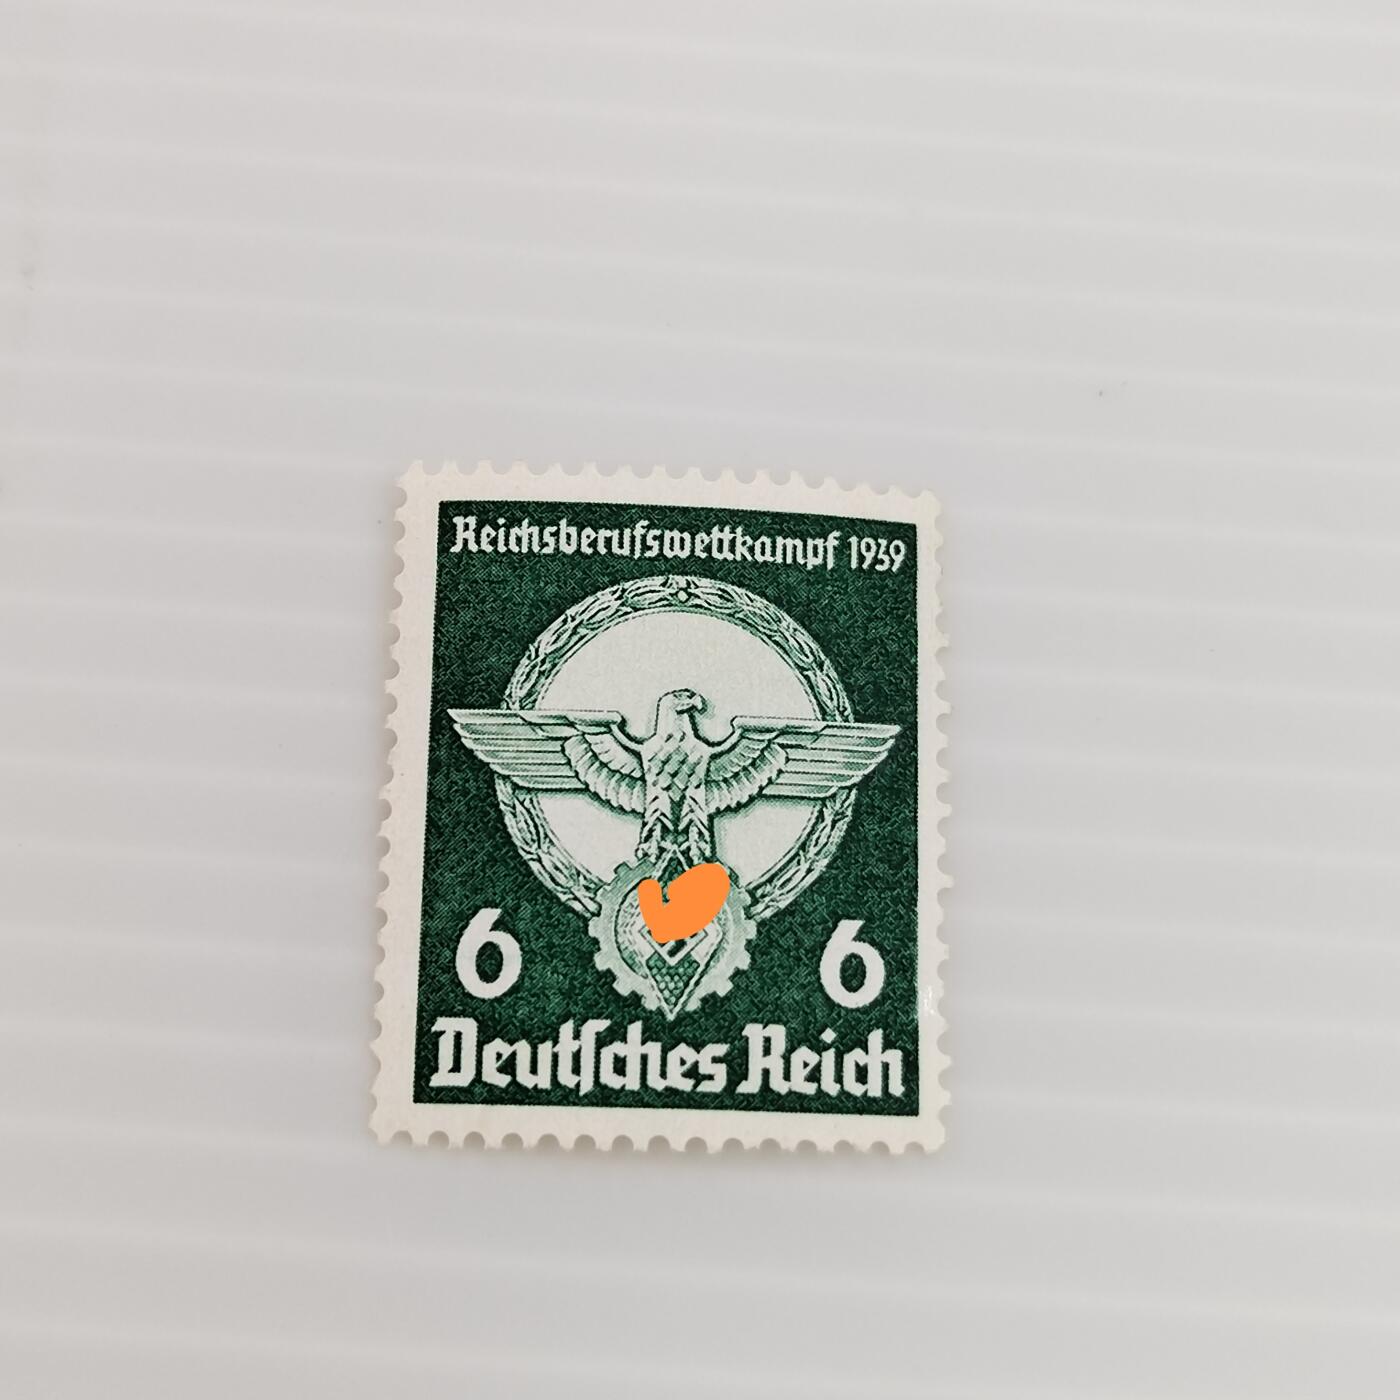 Reichsberufswettkampf 1939
6 6
Deutſches Reich